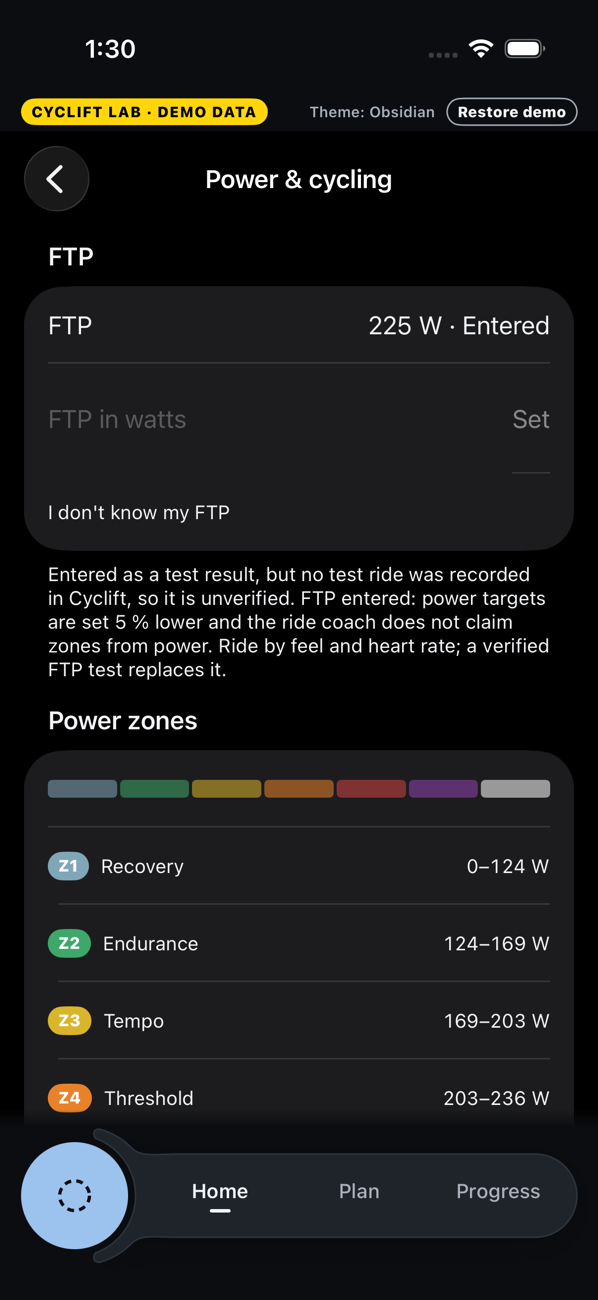 1:30
CYCLIFT LAB · DEMO DATA
Theme: Obsidian
Restore demo
Power & cycling
FTP
FTP
225 W · Entered
FTP in watts
Set
I don't know my FTP
Entered as a test result, but no test ride was recorded
in Cyclift, so it is unverified. FTP entered: power targets
are set 5 % lower and the ride coach does not claim
zones from power. Ride by feel and heart rate; a verified
FTP test replaces it.
Power zones
Z1 Recovery 0–124 W
Z2 Endurance 124–169 W
Z3 Tempo 169–203 W
Z4 Threshold 203–236 W
Home
Plan
Progress